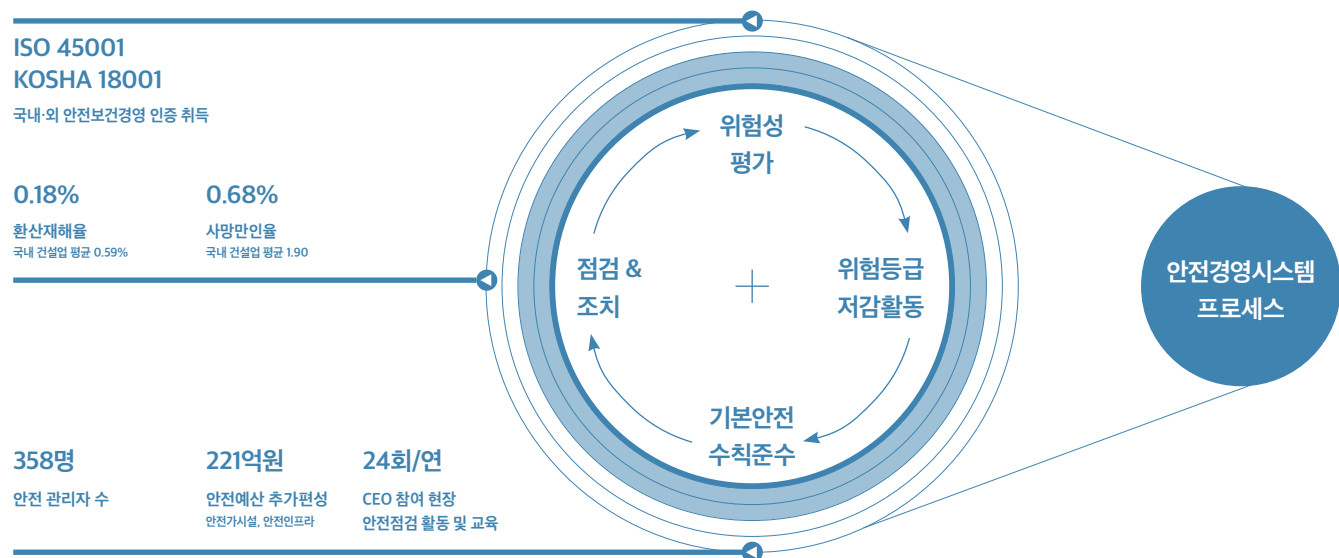 ISO 45001
KOSHA 18001
국내·외 안전보건경영 인증 취득
0.18%
환산재해율
국내 건설업 평균 0.59%
0.68%
사망만인율
국내 건설업 평균 1.90
358명
안전 관리자 수
221억원
안전예산 추가편성
안전가시설, 안전인프라
24회/연
CEO 참여 현장
안전점검 활동 및 교육
위험성
평가
위험등급
저감활동
기본안전
수칙준수
점검 &
조치
안전경영시스템
프로세스